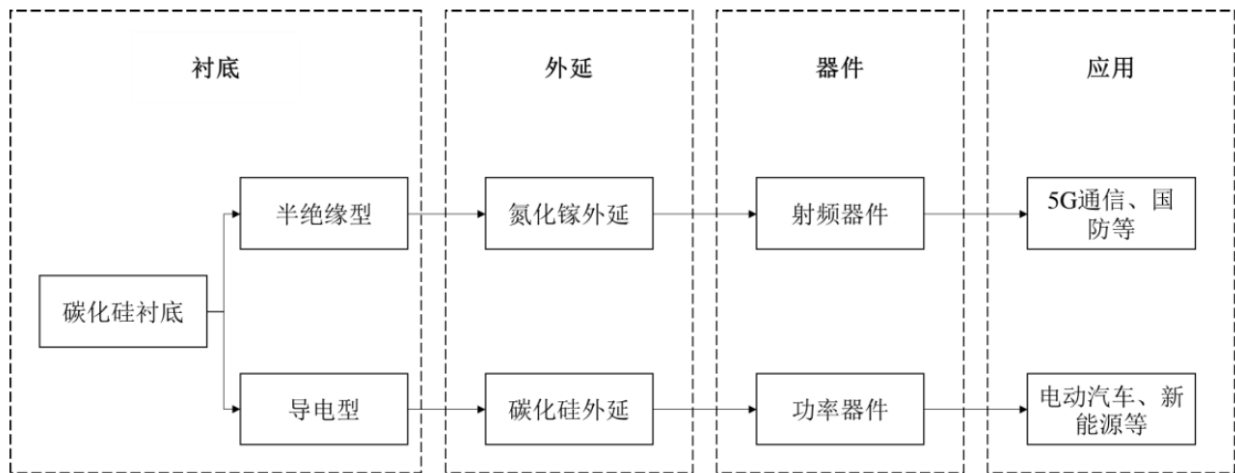 衬底
外延
器件
应用
半绝缘型
氮化镓外延
射频器件
5G通信、国
防等
碳化硅衬底
导电型
碳化硅外延
功率器件
电动汽车、新
能源等